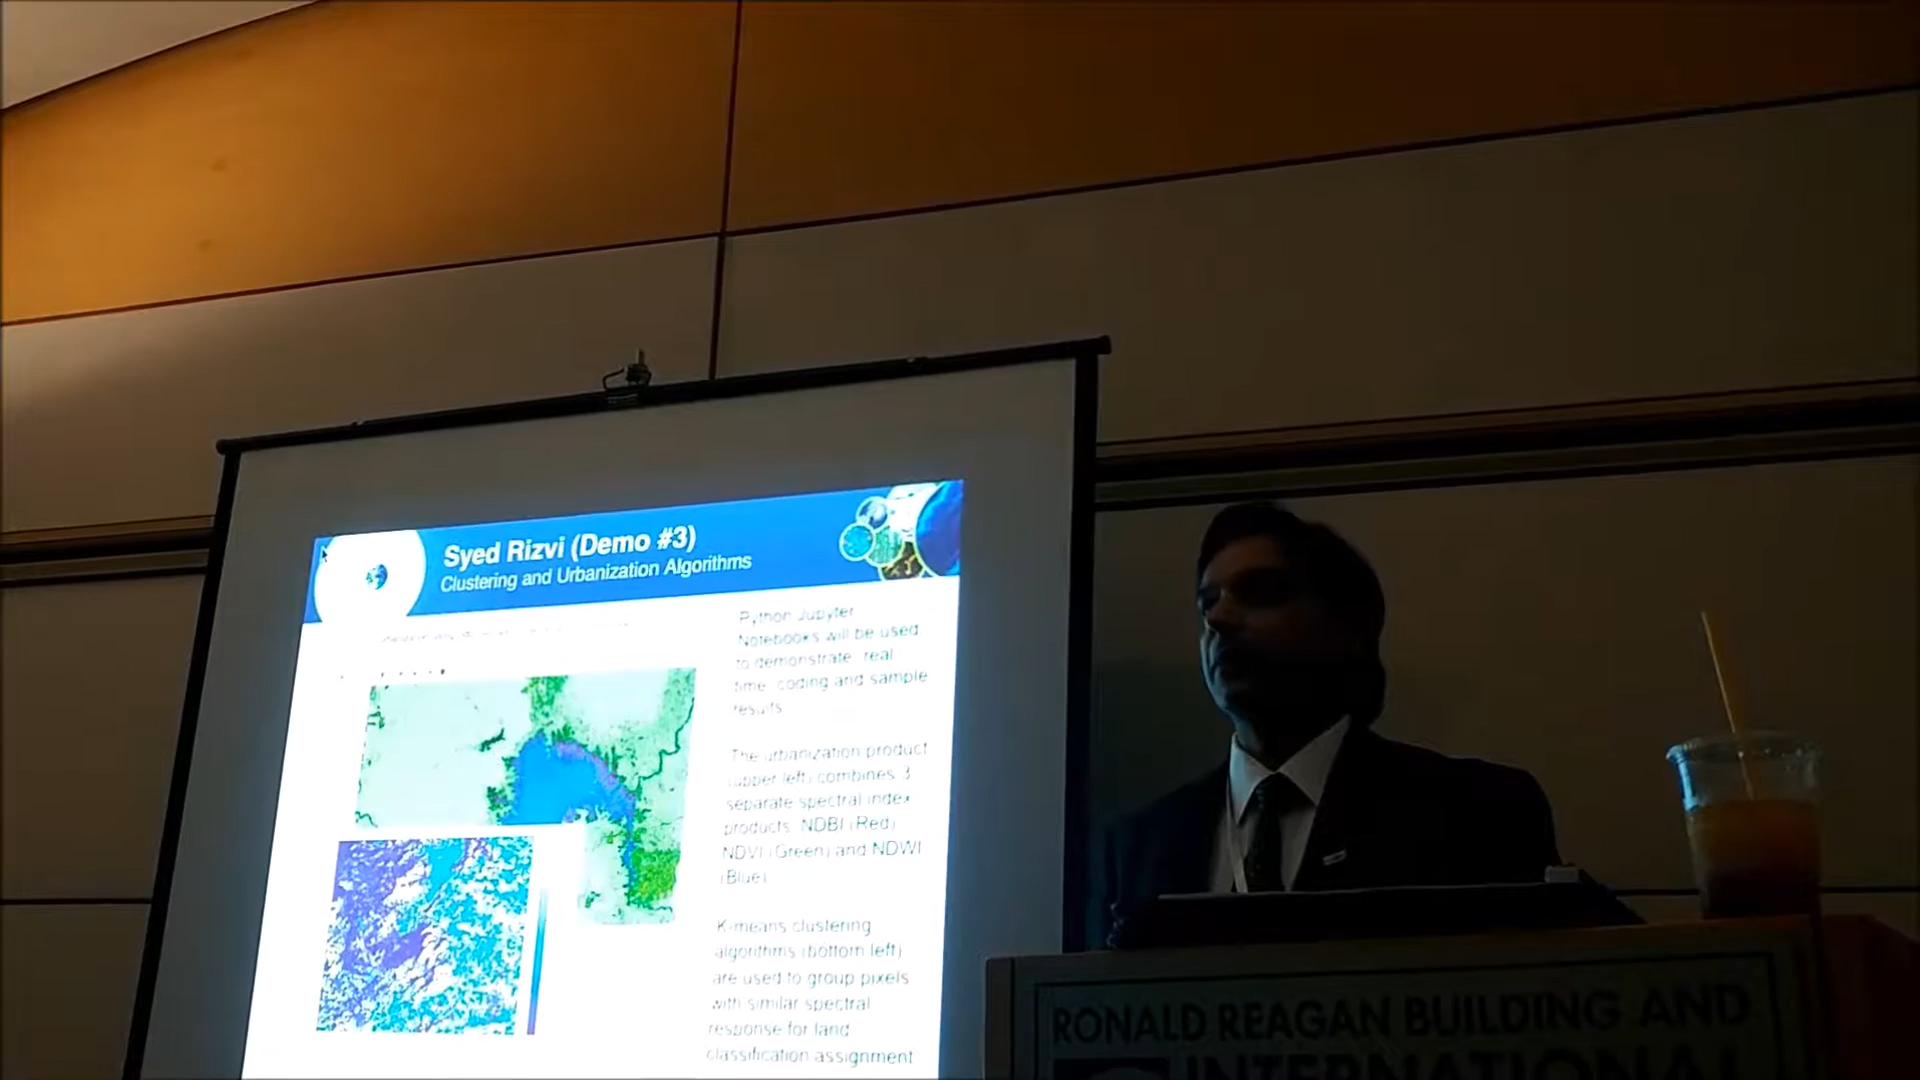 Syed Rizvi (Demo #3)
Clustering and Urbanization Algorithms
Python Jupyter
Notebooks will be used
to demonstrate real
time coding and sample
results
The urbanization product
(upper left) combines 3
separate spectral index
products NDBI (Red)
NDVI (Green) and NDWI
(Blue)
K-means clustering
algorithms (bottom left)
are used to group pixels
with similar spectral
response for land
classification assignment
RONALD REAGAN BUILDING AND
INTERNATIONAL